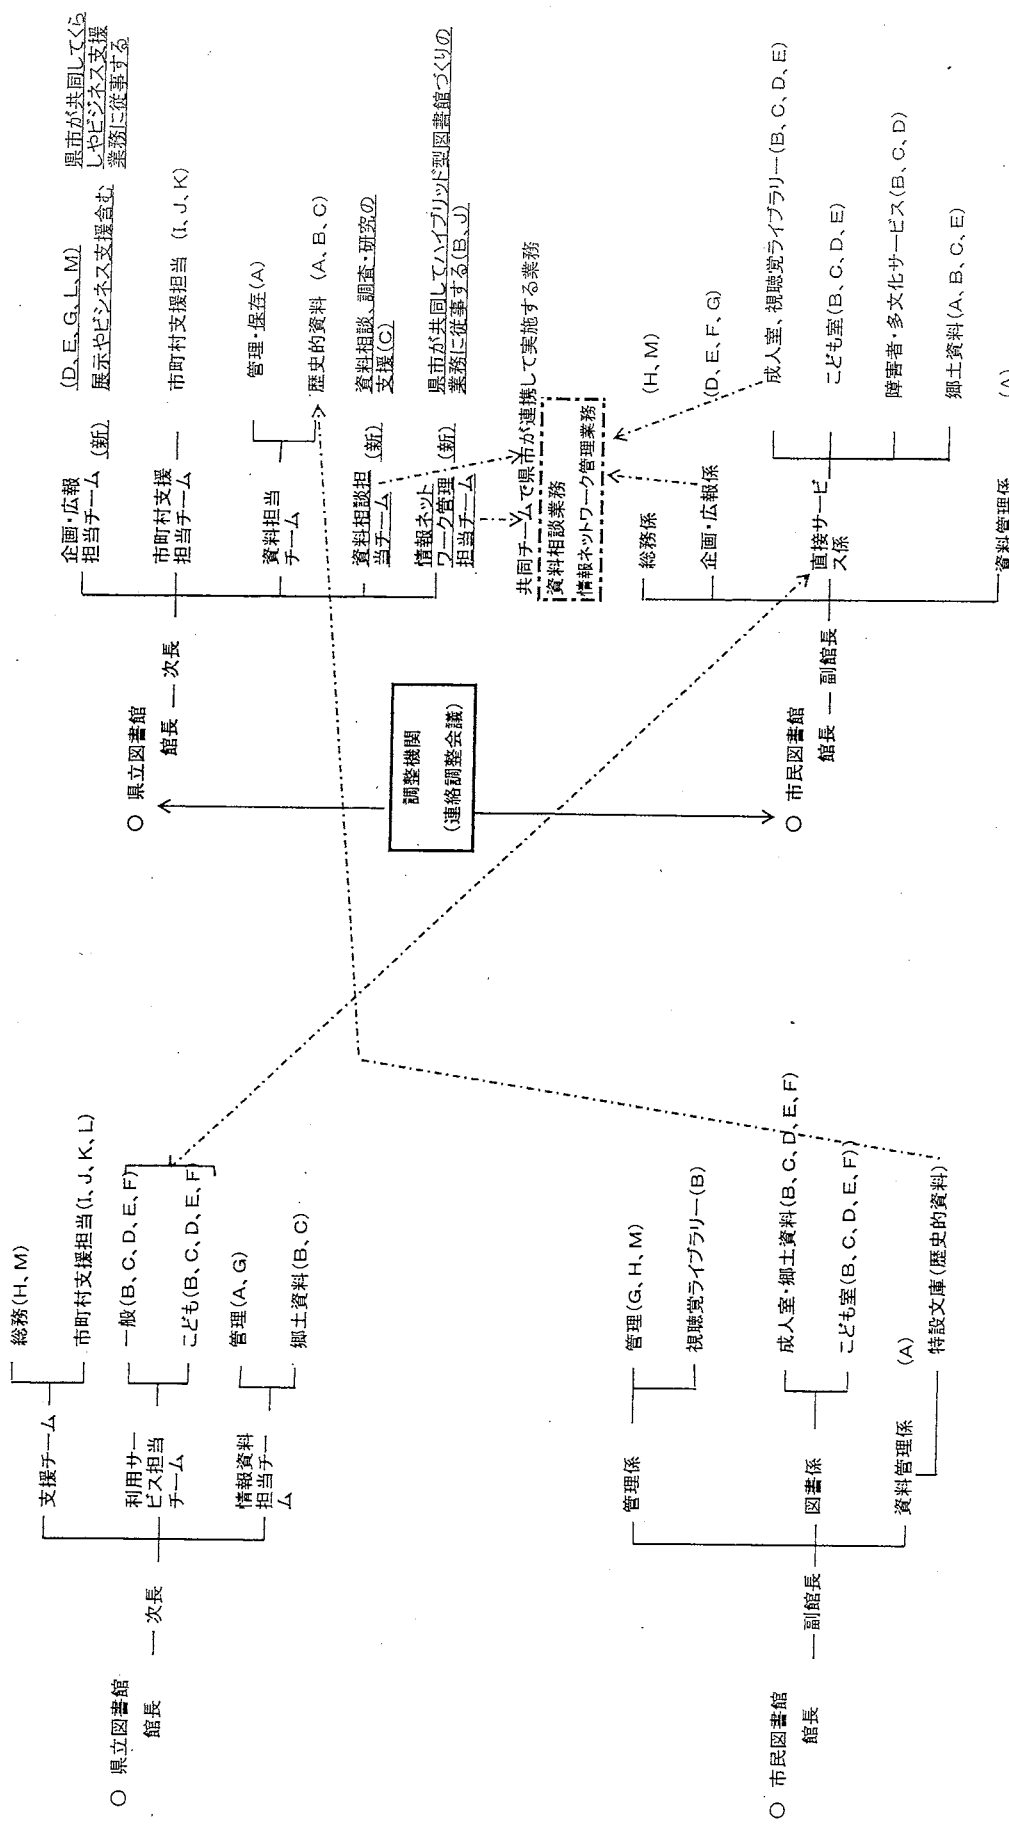 ○ 県立図書館
館長 ― 次長
支援チーム
総務(H、M)
市町村支援担当(I、J、K、L)
利用サー
ビス担当
チーム
一般(B、C、D、E、F)
こども(B、C、D、E、F)
情報資料
担当チー
ム
管理(A、G)
郷土資料(B、C)
○ 市民図書館
館長 ― 副館長
管理係
管理(G、H、M)
視聴覚ライブラリー(B)
図書係
成人室・郷土資料(B、C、D、E、F)
こども室(B、C、D、E、F))
資料管理係
(A)
特設文庫(歴史的資料)
調整機関
(連絡調整会議)
○ 県立図書館
館長 ― 次長
企画・広報
担当チーム (新)
(D、E、G、L、M)
展示やビジネス支援含む
県市が共同してくら
しやビジネス支援
業務に従事する
市町村支援
担当チーム
市町村支援担当 (I、J、K)
資料担当
チーム
管理・保存(A)
歴史的資料 (A、B、C)
資料相談担
当チーム (新)
資料相談、調査・研究の
支援(C)
情報ネット
ワーク管理 (新)
担当チーム
県市が共同してハイブリッド型図書館づくりの
業務に従事する(B、J)
共同チームで県市が連携して実施する業務
資料相談業務
情報ネットワーク管理業務
○ 市民図書館
館長 ― 副館長
総務係
(H、M)
企画・広報係
(D、E、F、G)
直接サービ
ス係
成人室、視聴覚ライブラリー(B、C、D、E)
こども室(B、C、D、E)
障害者・多文化サービス(B、C、D)
郷土資料(A、B、C、E)
資料管理係
(A)